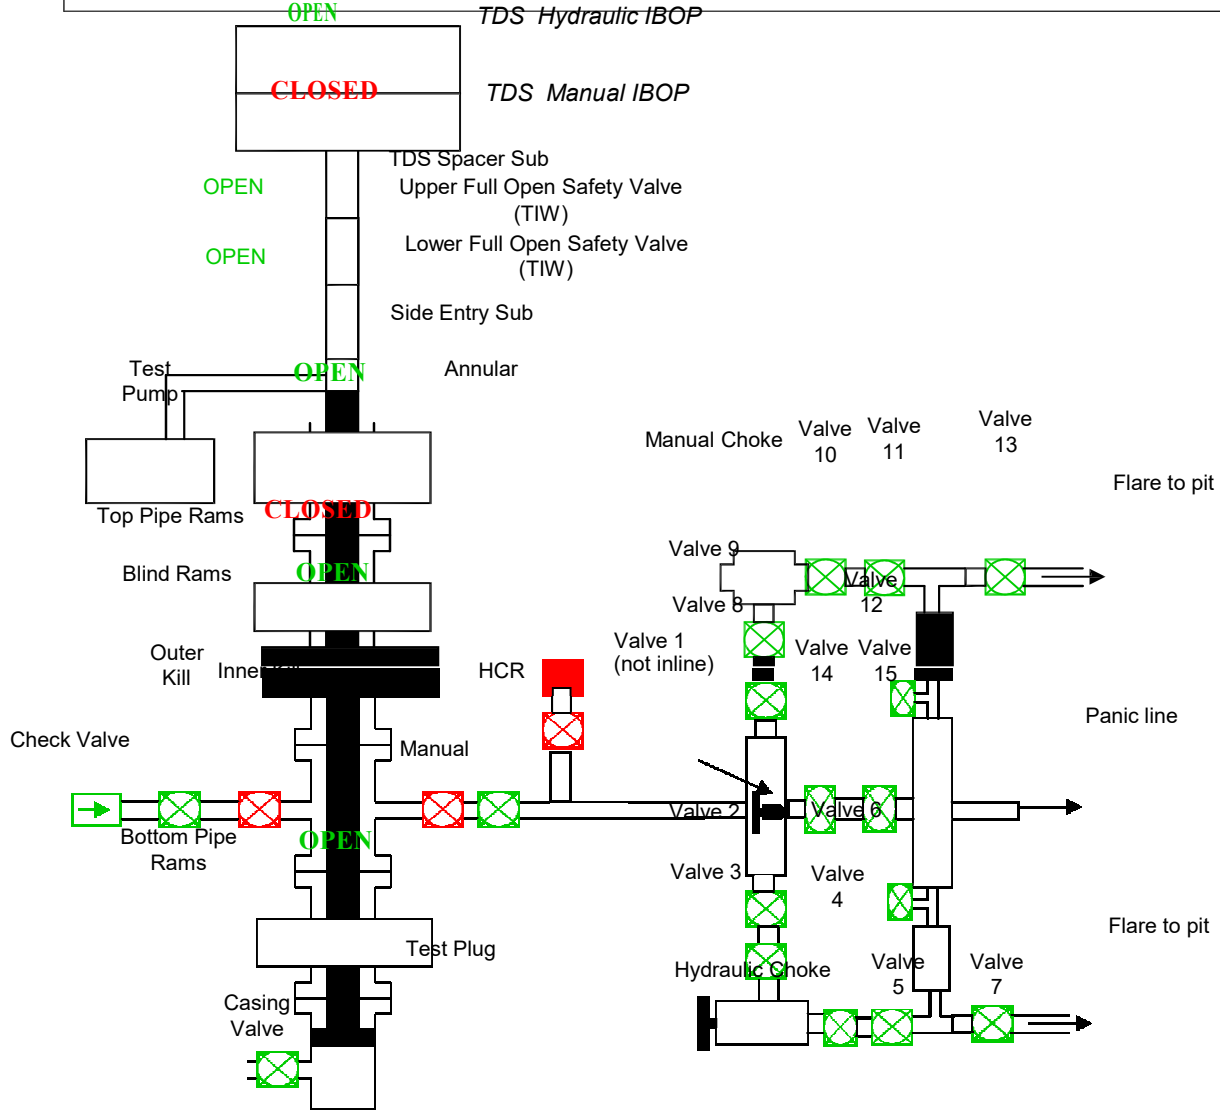 OPEN
TDS Hydraulic IBOP
CLOSED
TDS Manual IBOP
TDS Spacer Sub
OPEN
Upper Full Open Safety Valve
(TIW)
OPEN
Lower Full Open Safety Valve
(TIW)
Side Entry Sub
Test
Pump
OPEN
Annular
Manual Choke
Valve
10
Valve
11
Valve
13
Flare to pit
Top Pipe Rams
CLOSED
Blind Rams
OPEN
Valve 9
Valve
12
Valve 8
Outer
Kill
HCR
Valve 1
(not inline)
Valve
14
Valve
15
Panic line
Check Valve
Manual
Bottom Pipe
Rams
OPEN
Valve 2
Valve 6
Valve 3
Valve
4
Flare to pit
Test Plug
Hydraulic Choke
Valve
5
Valve
7
Casing
Valve